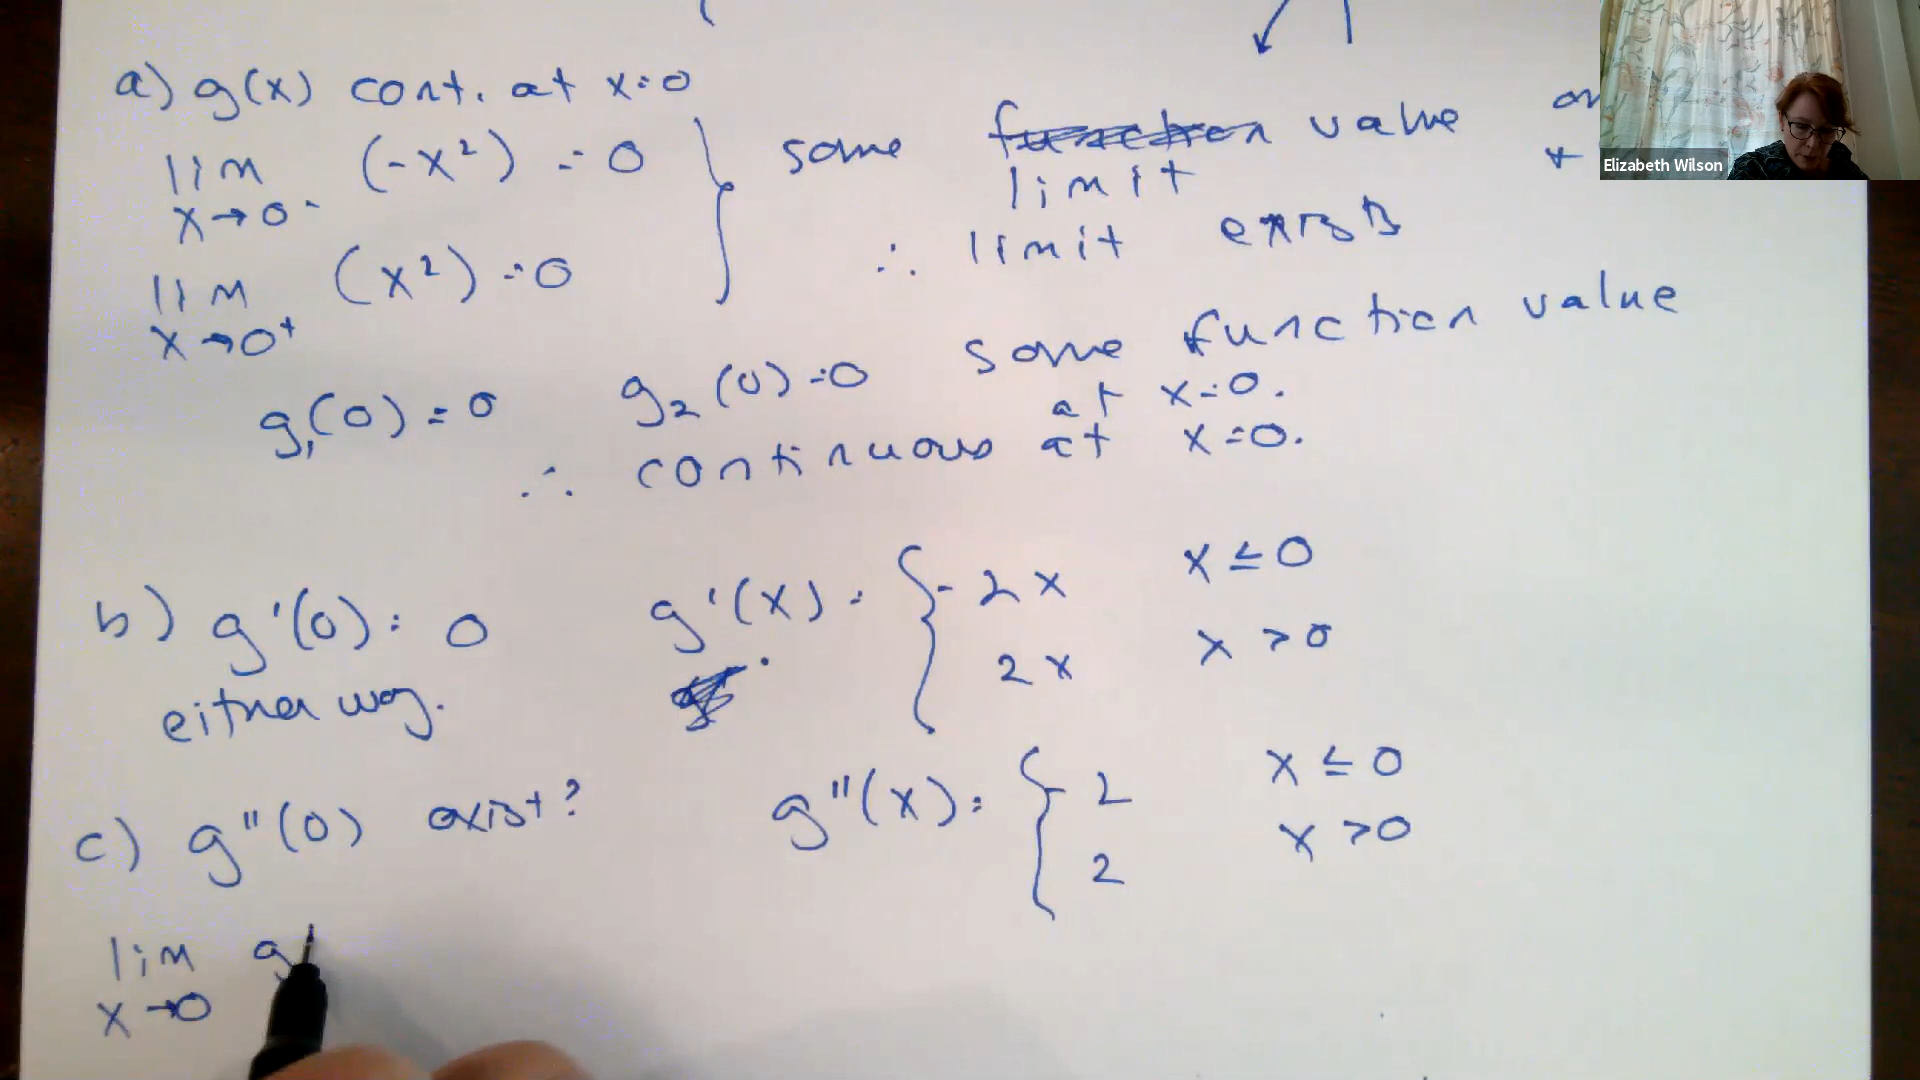 a) g(x) cont. at x=0
lim (-x²) = 0
x→0⁻
lim (x²) = 0
x→0⁺
same value
limit
∴ limit exists
g₁(0) = 0 g₂(0) = 0 same function value
at x=0.
∴ continuous at x=0.
b) g'(0) = 0 g'(x) = { -2x x ≤ 0
2x x > 0
either way.
c) g''(0) exist? g''(x) = { -2 x ≤ 0
2 x > 0
lim g
x→0
Elizabeth Wilson